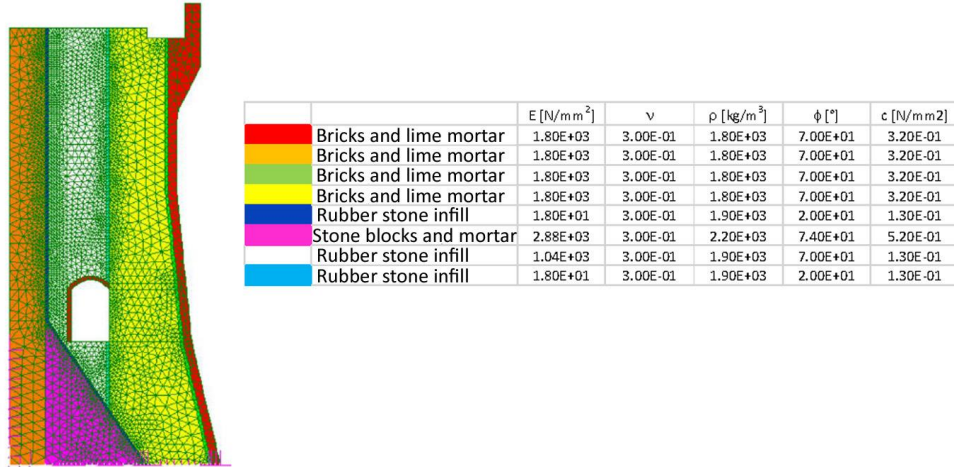 E [N/mm²] ν ρ [kg/m³] ϕ [°] c [N/mm2]
Bricks and lime mortar 1.80E+03 3.00E-01 1.80E+03 7.00E+01 3.20E-01
Bricks and lime mortar 1.80E+03 3.00E-01 1.80E+03 7.00E+01 3.20E-01
Bricks and lime mortar 1.80E+03 3.00E-01 1.80E+03 7.00E+01 3.20E-01
Bricks and lime mortar 1.80E+03 3.00E-01 1.80E+03 7.00E+01 3.20E-01
Rubber stone infill 1.80E+01 3.00E-01 1.90E+03 2.00E+01 1.30E-01
Stone blocks and mortar 2.88E+03 3.00E-01 2.20E+03 7.40E+01 5.20E-01
Rubber stone infill 1.04E+03 3.00E-01 1.90E+03 7.00E+01 1.30E-01
Rubber stone infill 1.80E+01 3.00E-01 1.90E+03 2.00E+01 1.30E-01